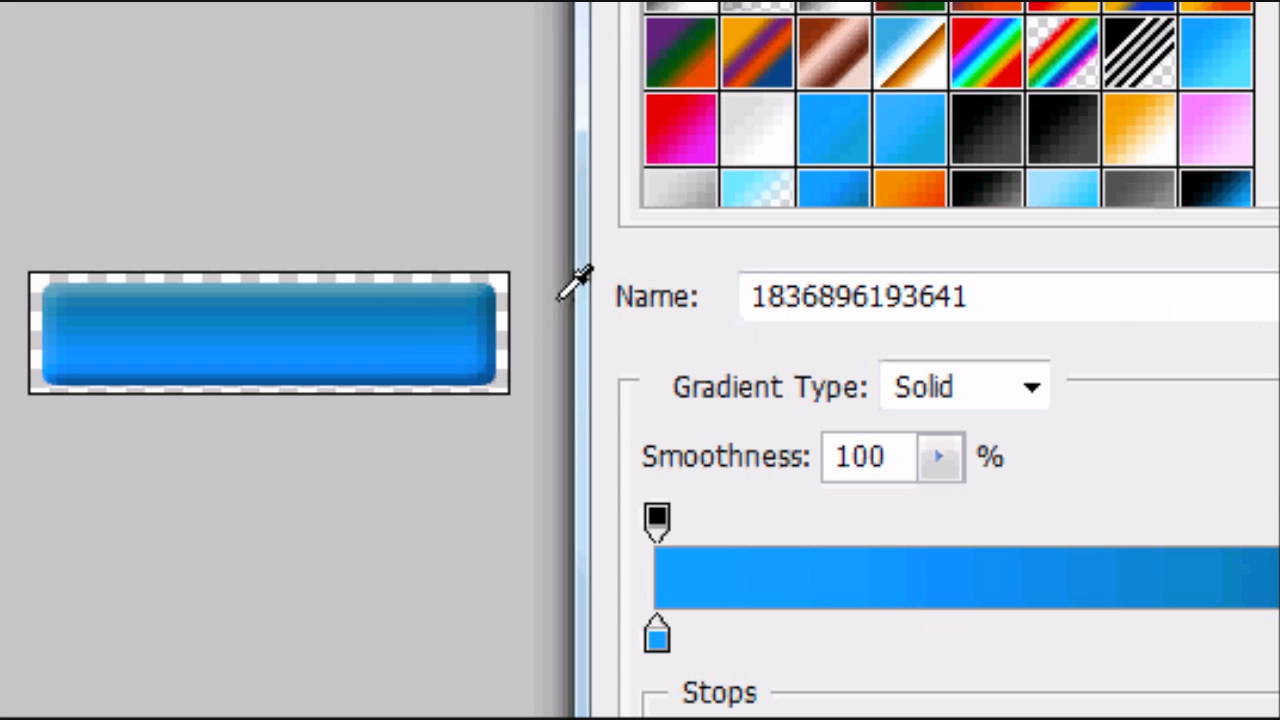 Name: 1836896193641
Gradient Type: Solid
Smoothness: 100 %
Stops